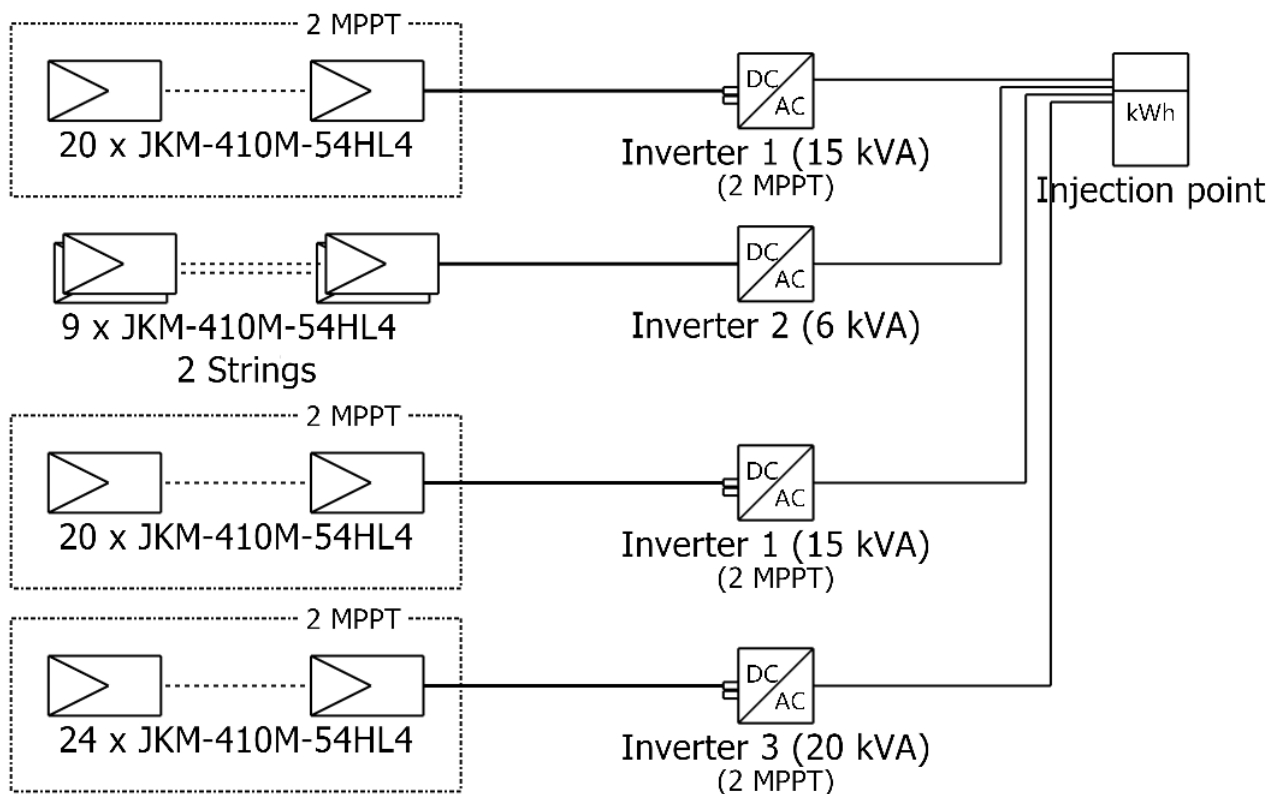 2 MPPT
20 x JKM-410M-54HL4
DC
AC
Inverter 1 (15 kVA)
(2 MPPT)
kWh
Injection point
9 x JKM-410M-54HL4
2 Strings
DC
AC
Inverter 2 (6 kVA)
2 MPPT
20 x JKM-410M-54HL4
DC
AC
Inverter 1 (15 kVA)
(2 MPPT)
2 MPPT
24 x JKM-410M-54HL4
DC
AC
Inverter 3 (20 kVA)
(2 MPPT)